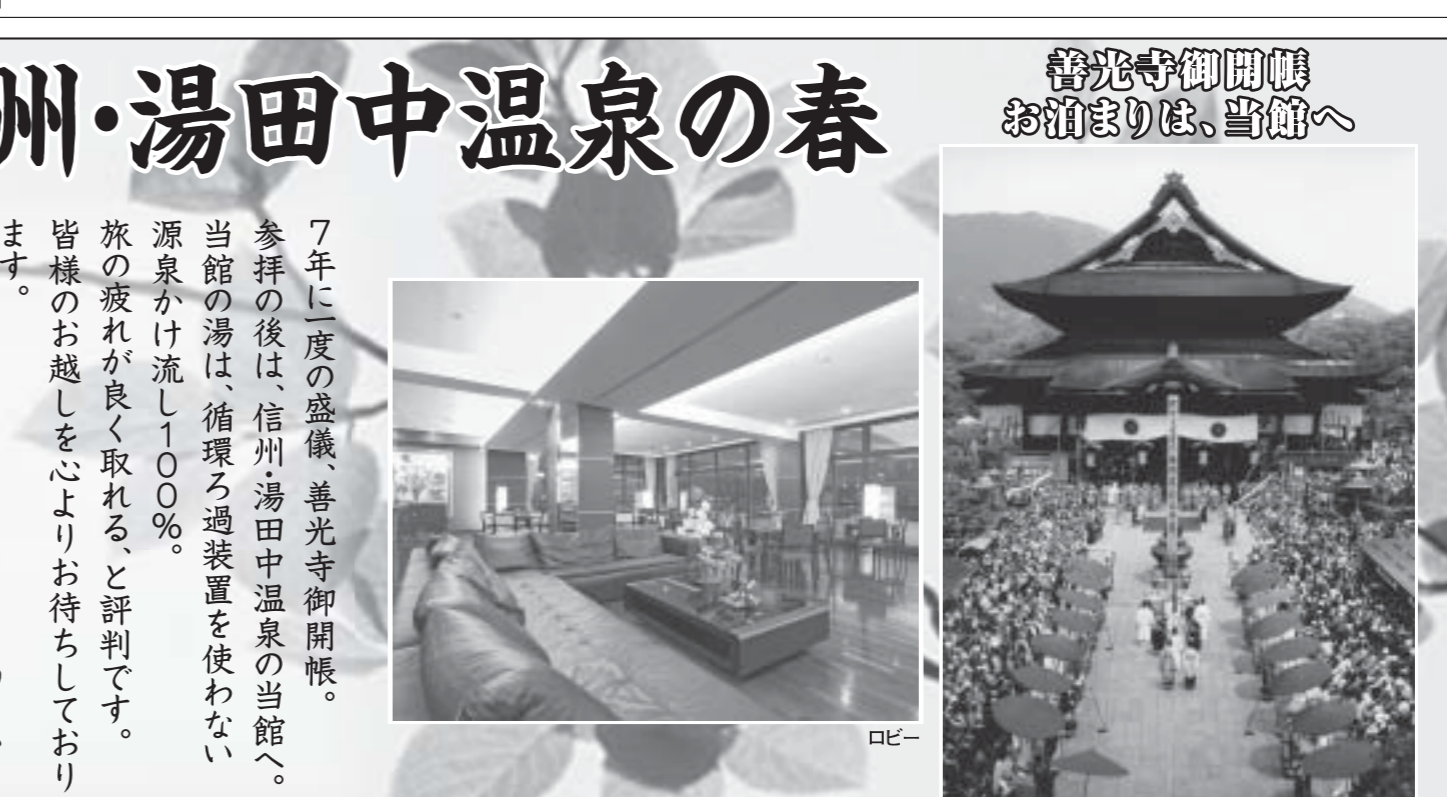 州・湯田中温泉の春
善光寺御開帳
お泊まりは、当館へ
7年に一度の盛儀、善光寺御開帳。
参拝の後は、信州・湯田中温泉の当館へ。
当館の湯は、循環ろ過装置を使わない
源泉かけ流し100%。
旅の疲れが良く取れる、と評判です。
皆様のお越しを心よりお待ちしており
ます。
ロビー